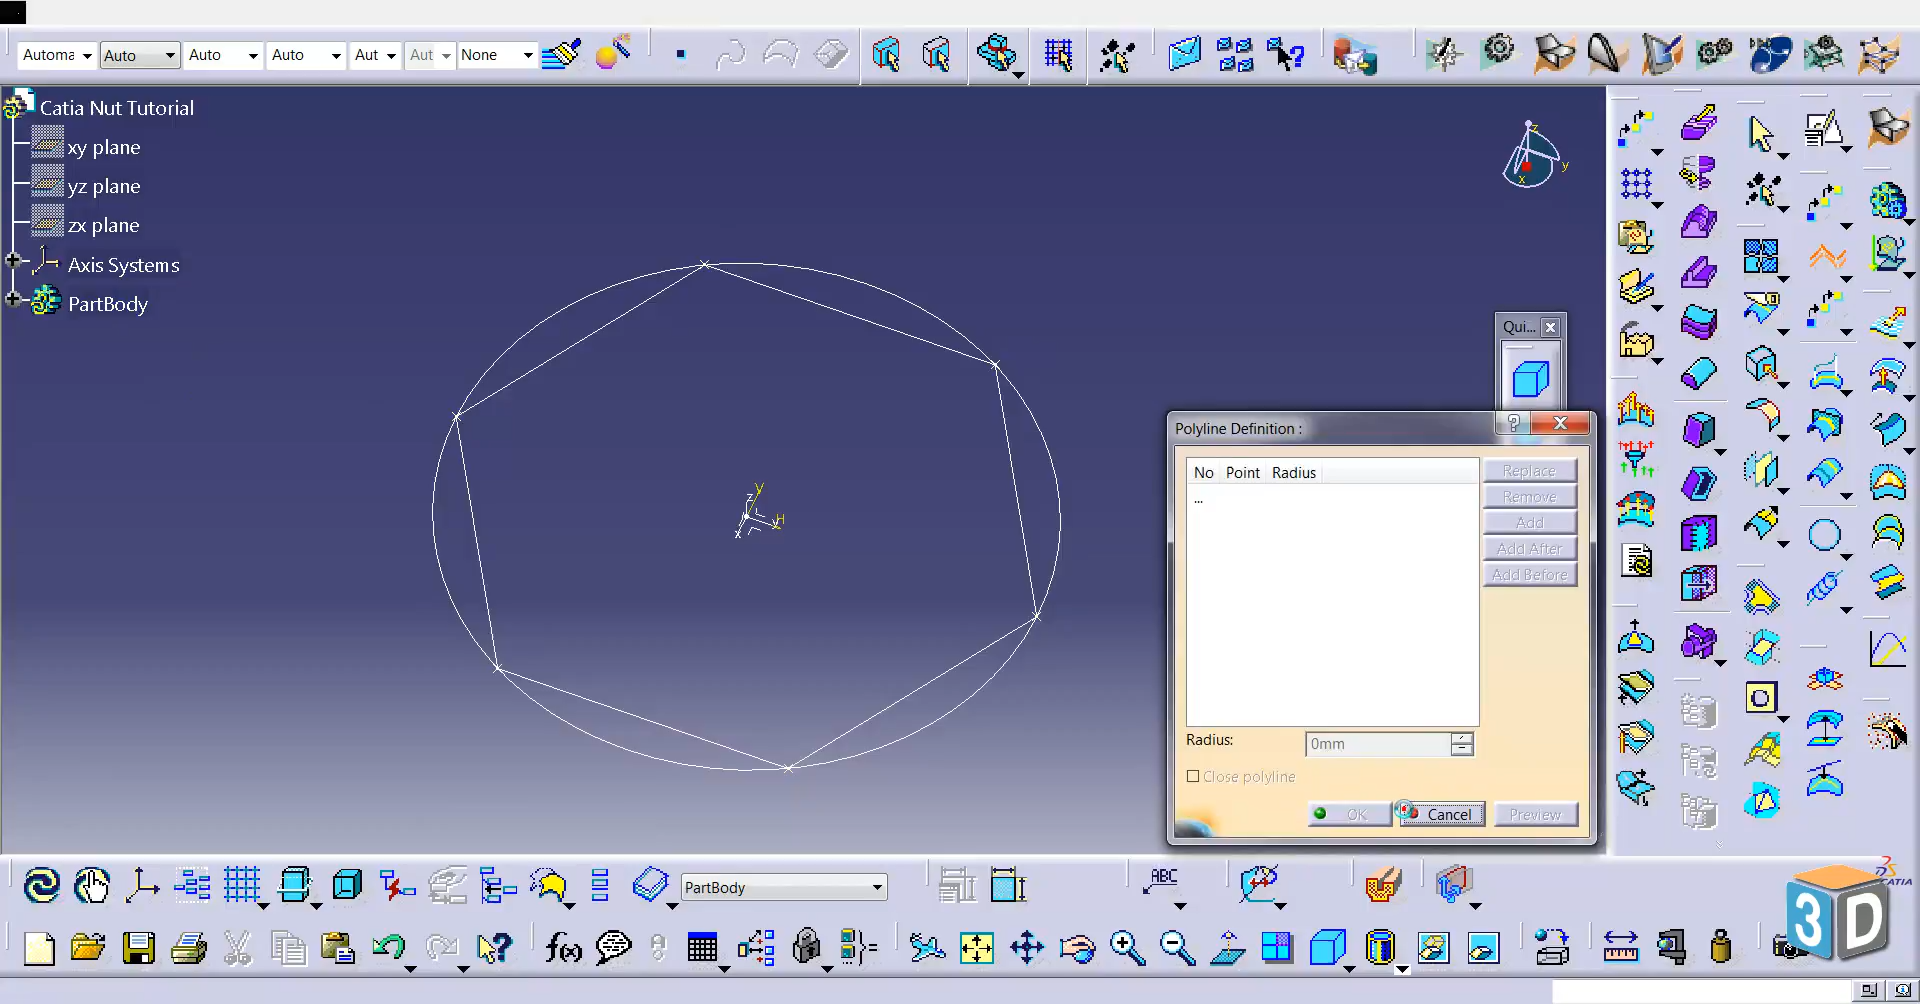 Automa Auto Auto Auto Aut Aut None
Catia Nut Tutorial
xy plane
yz plane
zx plane
Axis Systems
PartBody
z
y
x
z y
H
x
Qui...
Polyline Definition :
No Point Radius
...
Replace
Remove
Add
Add After
Add Before
Radius: 0mm
Close polyline
OK Cancel Preview
PartBody
ABC
f(x)
CATIA
3D